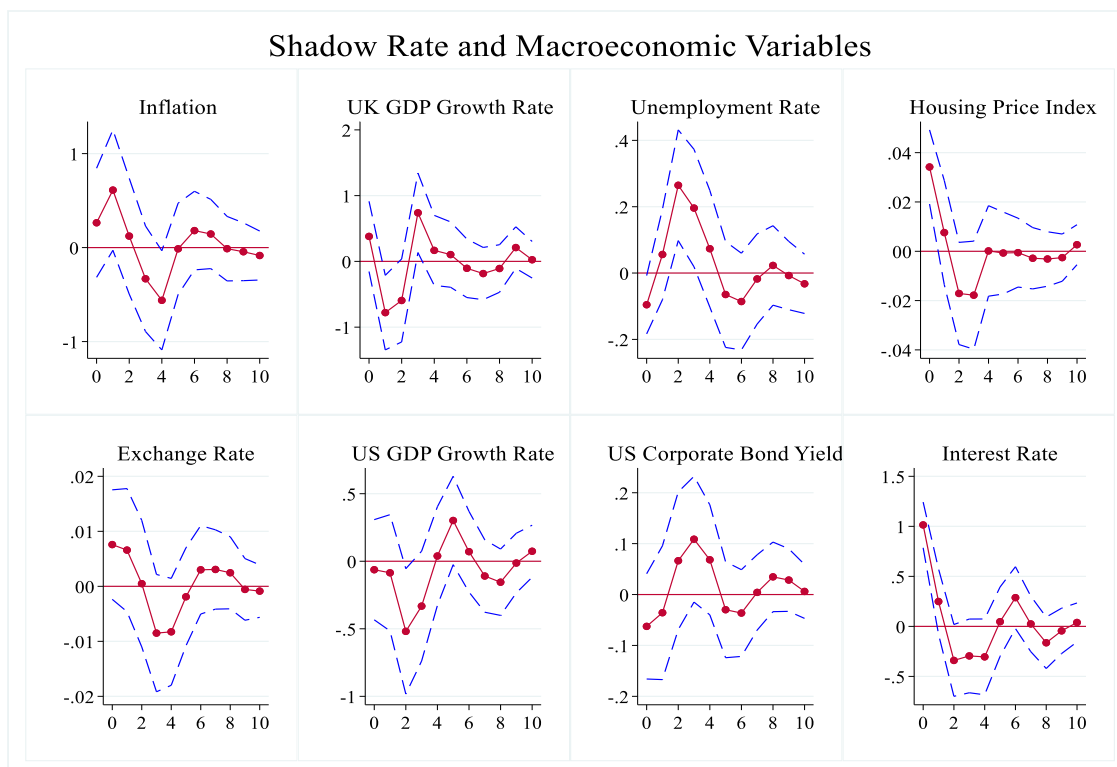 Shadow Rate and Macroeconomic Variables
Inflation
1
0
-1
0 2 4 6 8 10
UK GDP Growth Rate
2
1
0
-1
0 2 4 6 8 10
Unemployment Rate
.4
.2
0
-.2
0 2 4 6 8 10
Housing Price Index
.04
.02
.00
-.02
-.04
0 2 4 6 8 10
Exchange Rate
.02
.01
.00
-.01
-.02
0 2 4 6 8 10
US GDP Growth Rate
.5
0
-.5
-1
0 2 4 6 8 10
US Corporate Bond Yield
.2
.1
0
-.1
-.2
0 2 4 6 8 10
Interest Rate
1.5
1
.5
0
-.5
0 2 4 6 8 10